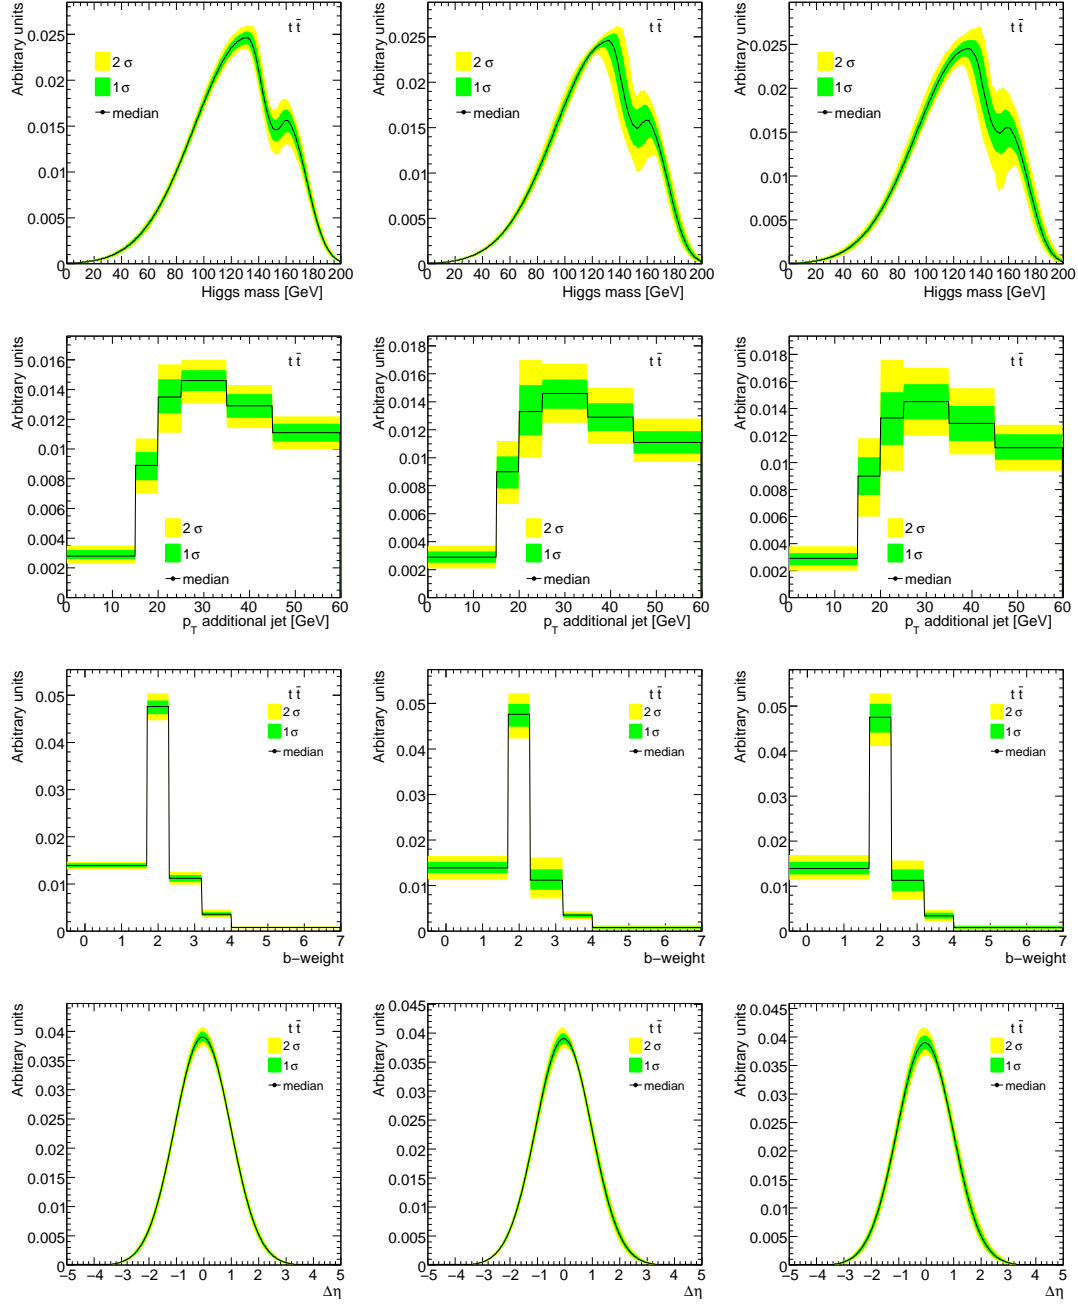 Arbitrary units
t t̄
2 σ
1σ
median
0.025
0.02
0.015
0.01
0.005
0
0 20 40 60 80 100 120 140 160 180 200
Higgs mass [GeV]
Arbitrary units
t t̄
2 σ
1σ
median
0.025
0.02
0.015
0.01
0.005
0
0 20 40 60 80 100 120 140 160 180 200
Higgs mass [GeV]
Arbitrary units
t t̄
2 σ
1σ
median
0.025
0.02
0.015
0.01
0.005
0
0 20 40 60 80 100 120 140 160 180 200
Higgs mass [GeV]
Arbitrary units
t t̄
0.016
0.014
0.012
0.01
0.008
0.006
0.004
0.002
0
2 σ
1σ
median
0 10 20 30 40 50 60
p_T additional jet [GeV]
Arbitrary units
t t̄
0.018
0.016
0.014
0.012
0.01
0.008
0.006
0.004
0.002
0
2 σ
1σ
median
0 10 20 30 40 50 60
p_T additional jet [GeV]
Arbitrary units
t t̄
0.018
0.016
0.014
0.012
0.01
0.008
0.006
0.004
0.002
0
2 σ
1σ
median
0 10 20 30 40 50 60
p_T additional jet [GeV]
Arbitrary units
t t̄
2 σ
1σ
median
0.05
0.04
0.03
0.02
0.01
0
0 1 2 3 4 5 6 7
b−weight
Arbitrary units
t t̄
2 σ
1σ
median
0.05
0.04
0.03
0.02
0.01
0
0 1 2 3 4 5 6 7
b−weight
Arbitrary units
t t̄
2 σ
1σ
median
0.05
0.04
0.03
0.02
0.01
0
0 1 2 3 4 5 6 7
b−weight
Arbitrary units
t t̄
2 σ
1σ
median
0.04
0.035
0.03
0.025
0.02
0.015
0.01
0.005
0
−5 −4 −3 −2 −1 0 1 2 3 4 5
Δη
Arbitrary units
t t̄
2 σ
1σ
median
0.045
0.04
0.035
0.03
0.025
0.02
0.015
0.01
0.005
0
−5 −4 −3 −2 −1 0 1 2 3 4 5
Δη
Arbitrary units
t t̄
2 σ
1σ
median
0.045
0.04
0.035
0.03
0.025
0.02
0.015
0.01
0.005
0
−5 −4 −3 −2 −1 0 1 2 3 4 5
Δη